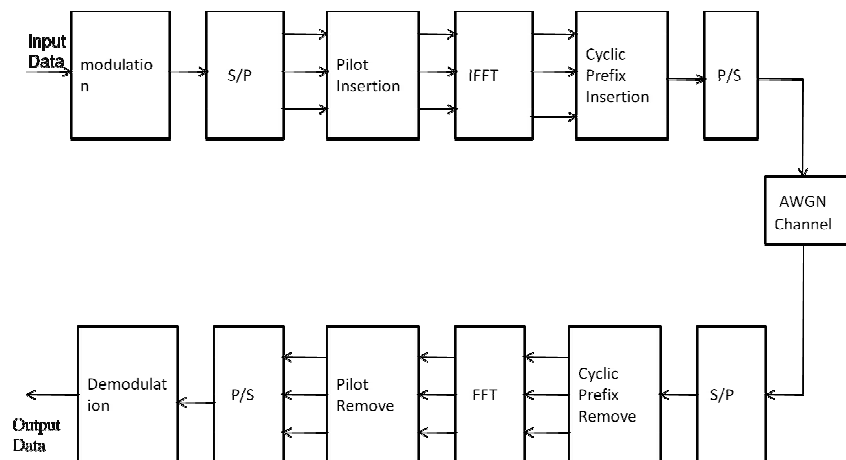 Input
Data
modulatio
n
S/P
Pilot
Insertion
IFFT
Cyclic
Prefix
Insertion
P/S
AWGN
Channel
Demodulat
ion
P/S
Pilot
Remove
FFT
Cyclic
Prefix
Remove
S/P
Output
Data